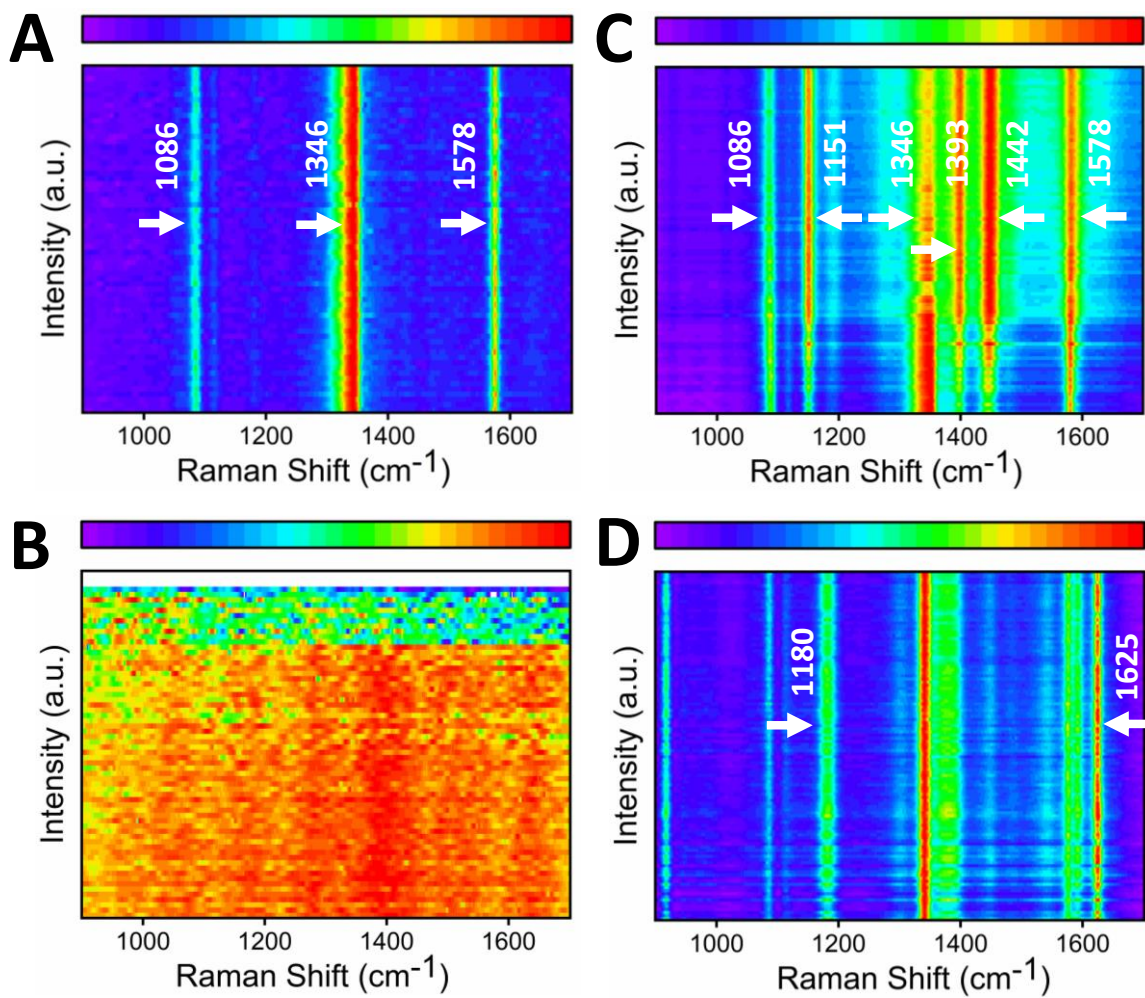 A
1086
1346
1578
Intensity (a.u.)
1000 1200 1400 1600
Raman Shift (cm-1)
C
1086
1151
1346
1393
1442
1578
Intensity (a.u.)
1000 1200 1400 1600
Raman Shift (cm-1)
B
Intensity (a.u.)
1000 1200 1400 1600
Raman Shift (cm-1)
D
1180
1625
Intensity (a.u.)
1000 1200 1400 1600
Raman Shift (cm-1)